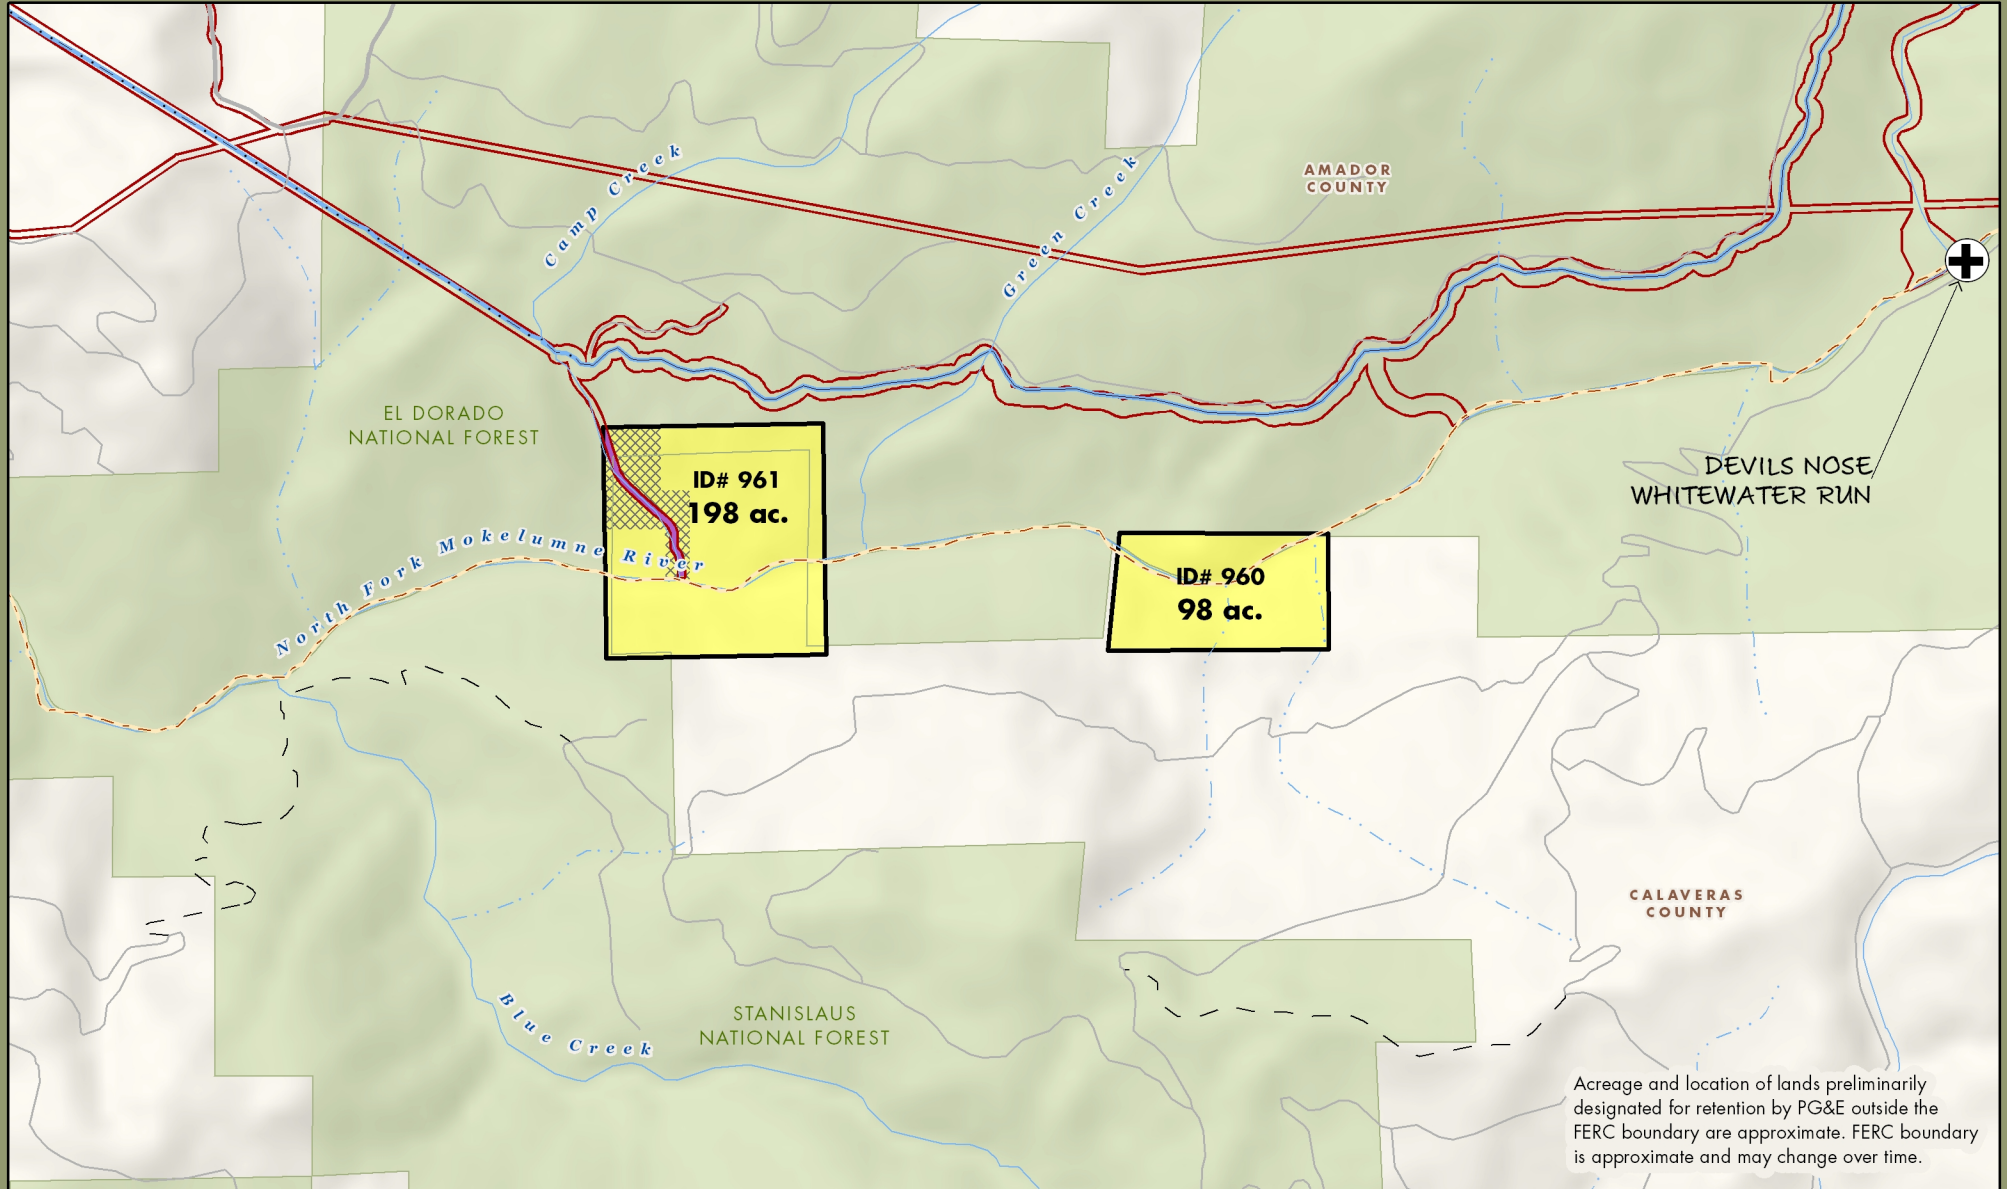 Camp Creek
Green Creek
AMADOR
COUNTY
EL DORADO
NATIONAL FOREST
ID# 961
198 ac.
DEVILS NOSE
WHITEWATER RUN
North Fork Mokelumne River
ID# 960
98 ac.
CALAVERAS
COUNTY
Blue Creek
STANISLAUS
NATIONAL FOREST
Acreage and location of lands preliminarily
designated for retention by PG&E outside the
FERC boundary are approximate. FERC boundary
is approximate and may change over time.